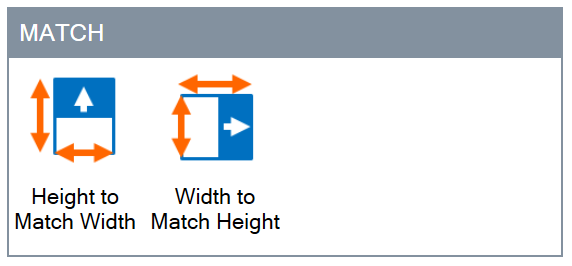 MATCH
Height to
Match Width
Width to
Match Height